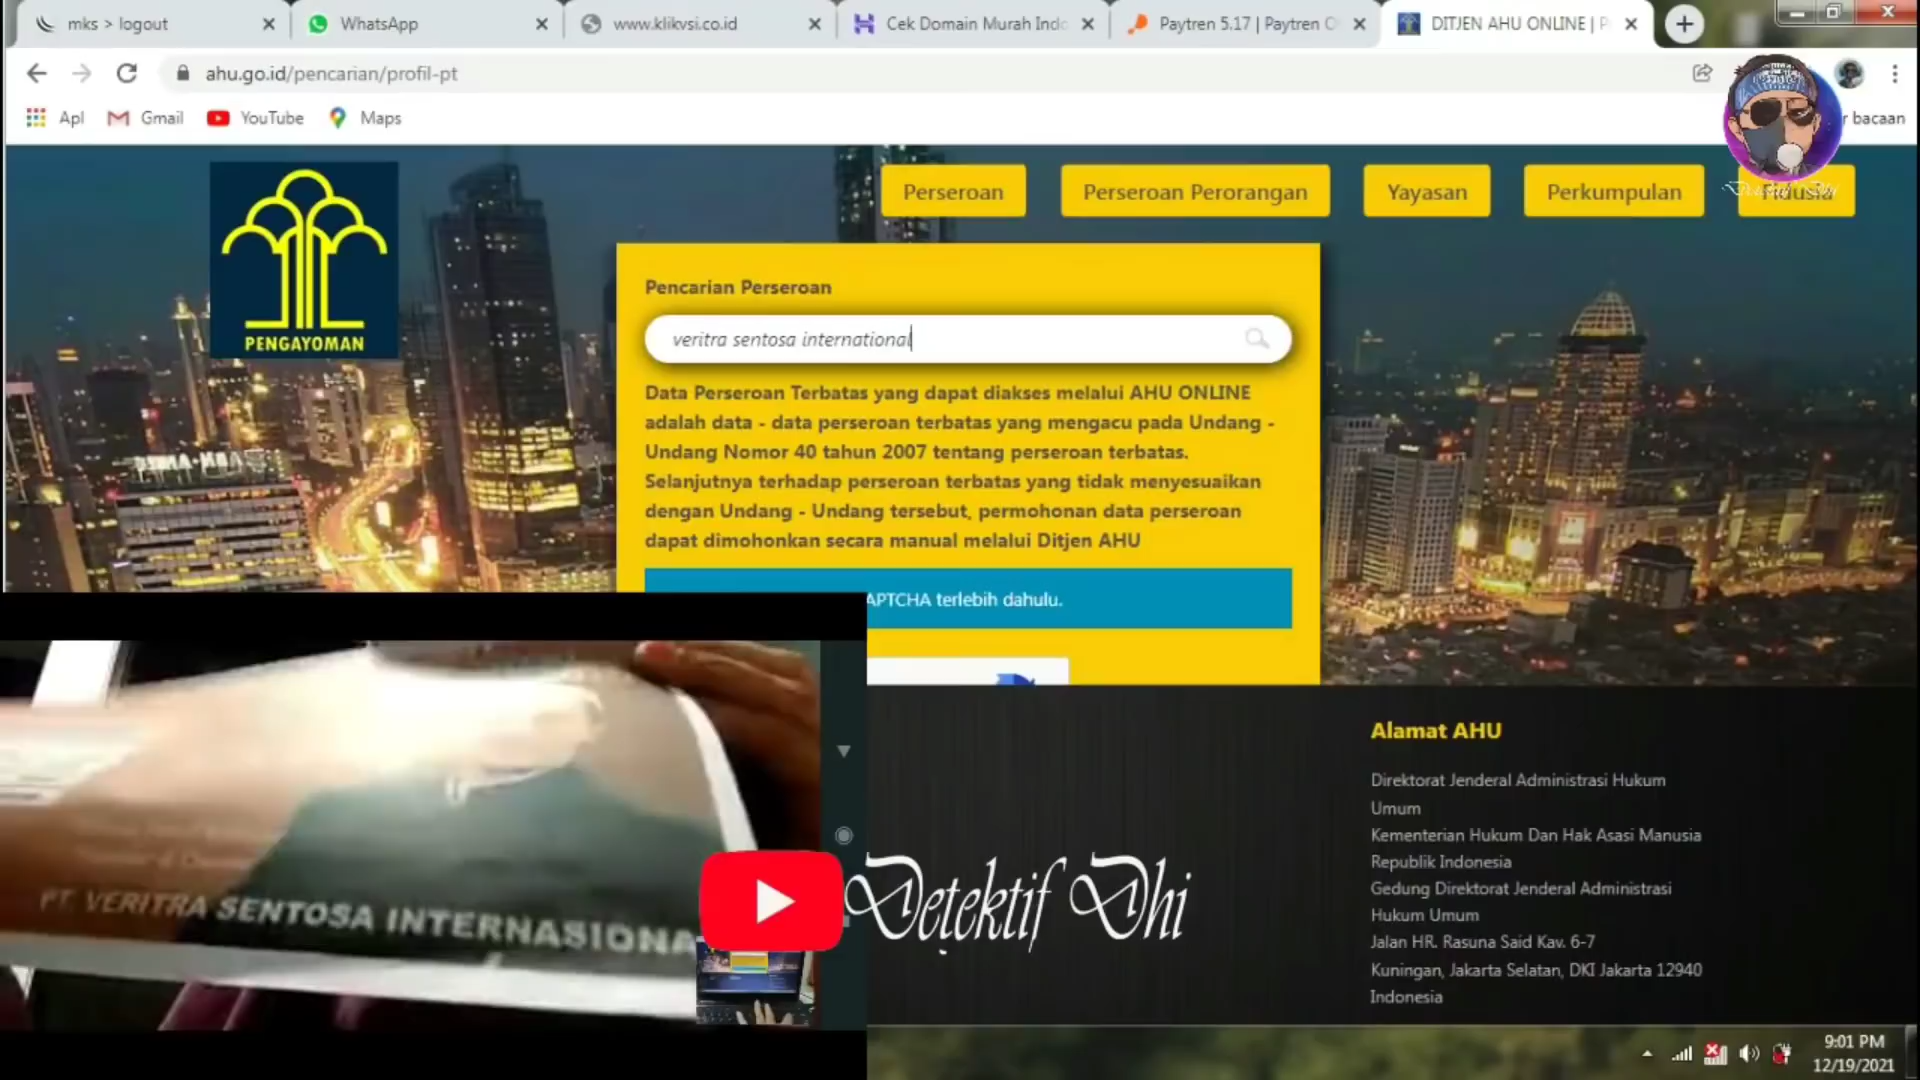 mks > logout
WhatsApp
www.klikvsi.co.id
Cek Domain Murah Indo
Paytren 5.17 | Paytren O
DITJEN AHU ONLINE | P
ahu.go.id/pencarian/profil-pt
Apl
Gmail
YouTube
Maps
r bacaan
PENGAYOMAN
Perseroan
Perseroan Perorangan
Yayasan
Perkumpulan
Pencarian Perseroan
veritra sentosa international
Data Perseroan Terbatas yang dapat diakses melalui AHU ONLINE
adalah data - data perseroan terbatas yang mengacu pada Undang -
Undang Nomor 40 tahun 2007 tentang perseroan terbatas.
Selanjutnya terhadap perseroan terbatas yang tidak menyesuaikan
dengan Undang - Undang tersebut, permohonan data perseroan
dapat dimohonkan secara manual melalui Ditjen AHU
APTCHA terlebih dahulu.
PT. VERITRA SENTOSA INTERNASIONA
Detektif Dhi
Alamat AHU
Direktorat Jenderal Administrasi Hukum
Umum
Kementerian Hukum Dan Hak Asasi Manusia
Republik Indonesia
Gedung Direktorat Jenderal Administrasi
Hukum Umum
Jalan HR. Rasuna Said Kav. 6-7
Kuningan, Jakarta Selatan, DKI Jakarta 12940
Indonesia
9:01 PM
12/19/2021